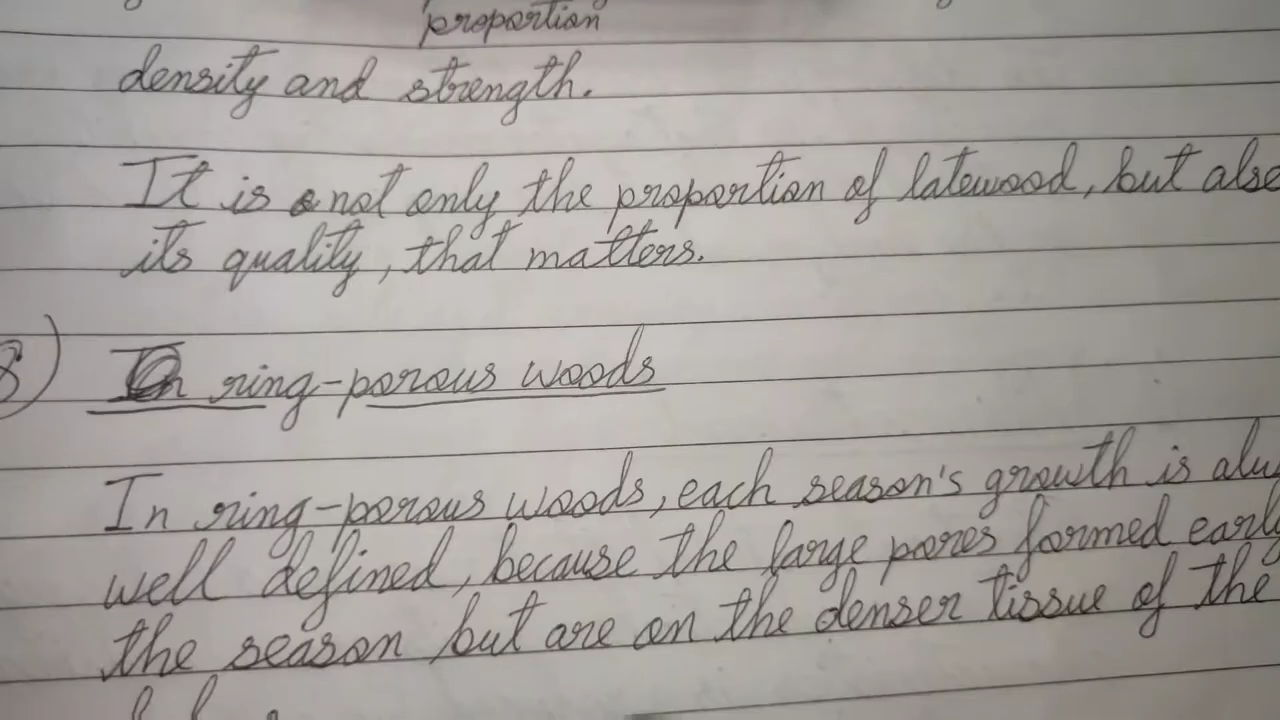 proportion
density and strength.
It is not only the proportion of latewood, but also
its quality, that matters.
8) In ring-porous woods
In ring-porous woods, each season's growth is alw
well defined, because the large pores formed early
the season but are on the denser tissue of the